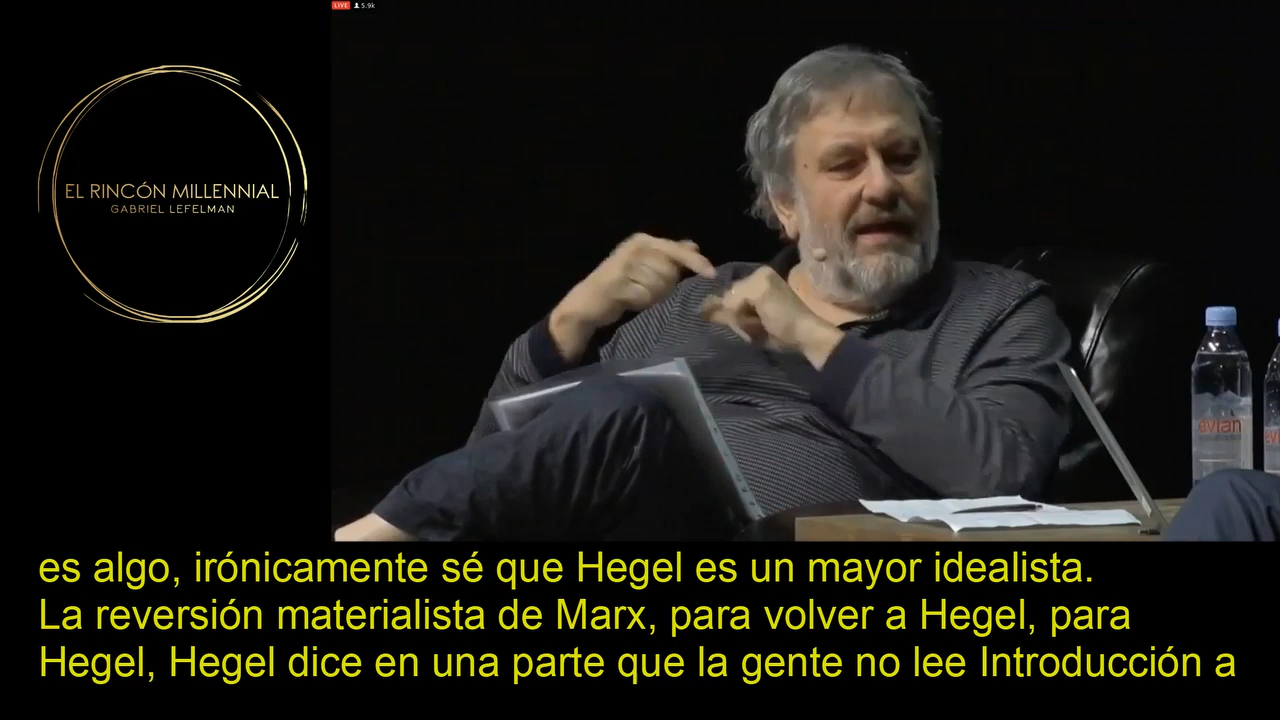 LIVE 5.9k
EL RINCÓN MILLENNIAL
GABRIEL LEFELMAN
evian
es algo, irónicamente sé que Hegel es un mayor idealista.
La reversión materialista de Marx, para volver a Hegel, para
Hegel, Hegel dice en una parte que la gente no lee Introducción a